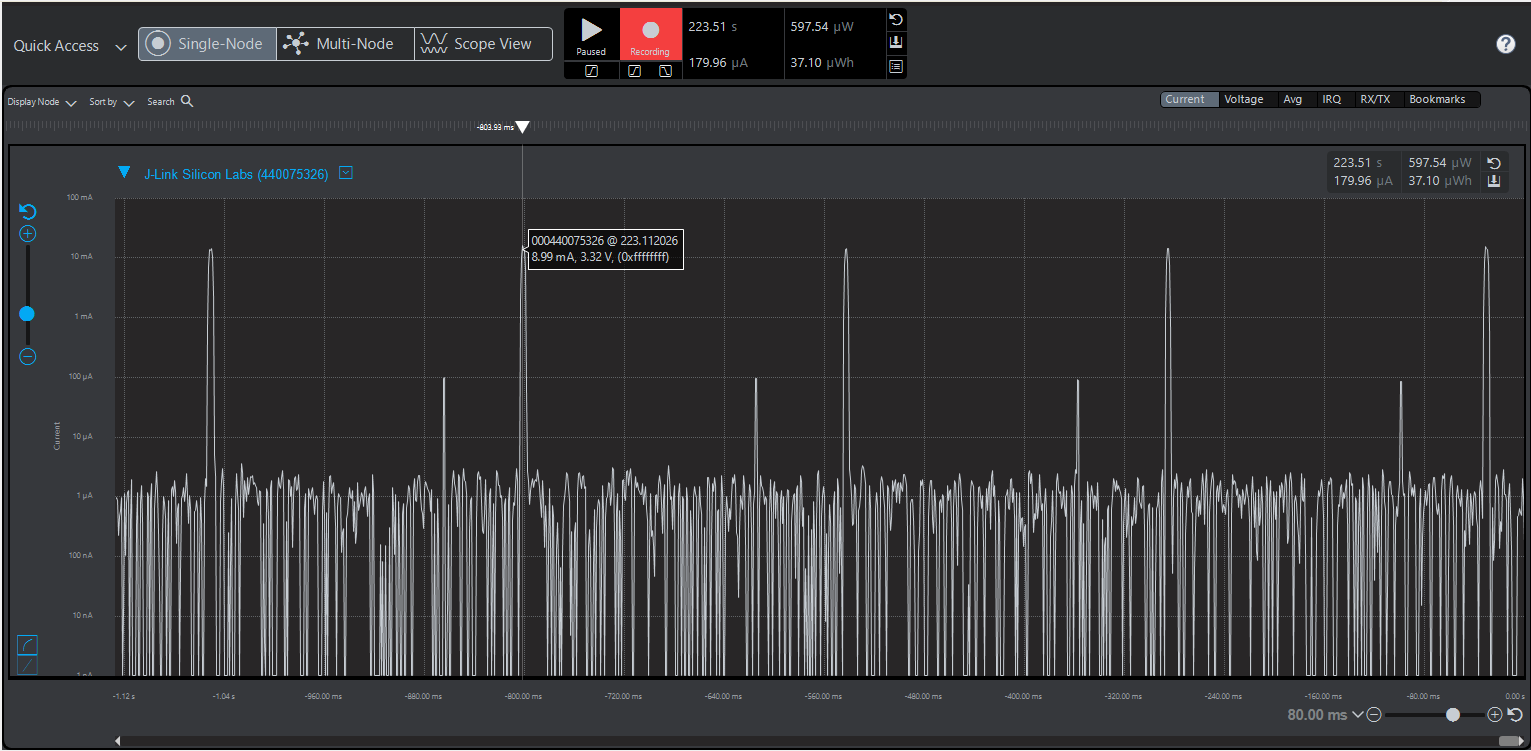 Quick Access
Single-Node
Multi-Node
Scope View
Paused
Recording
223.51 s
597.54 µW
179.96 µA
37.10 µWh
Display Node
Sort by
Search
Current
Voltage
Avg
IRQ
RX/TX
Bookmarks
-803.93 ms
J-Link Silicon Labs (440075326)
223.51 s
597.54 µW
179.96 µA
37.10 µWh
100 mA
000440075326 @ 223.112026
10 mA
8.99 mA, 3.32 V, (0xffffffff)
1 mA
100 µA
10 µA
Current
1 µA
100 nA
10 nA
-1.12 s
-1.04 s
-960.00 ms
-880.00 ms
-800.00 ms
-720.00 ms
-640.00 ms
-560.00 ms
-480.00 ms
-400.00 ms
-320.00 ms
-240.00 ms
-160.00 ms
-80.00 ms
0.00 s
80.00 ms